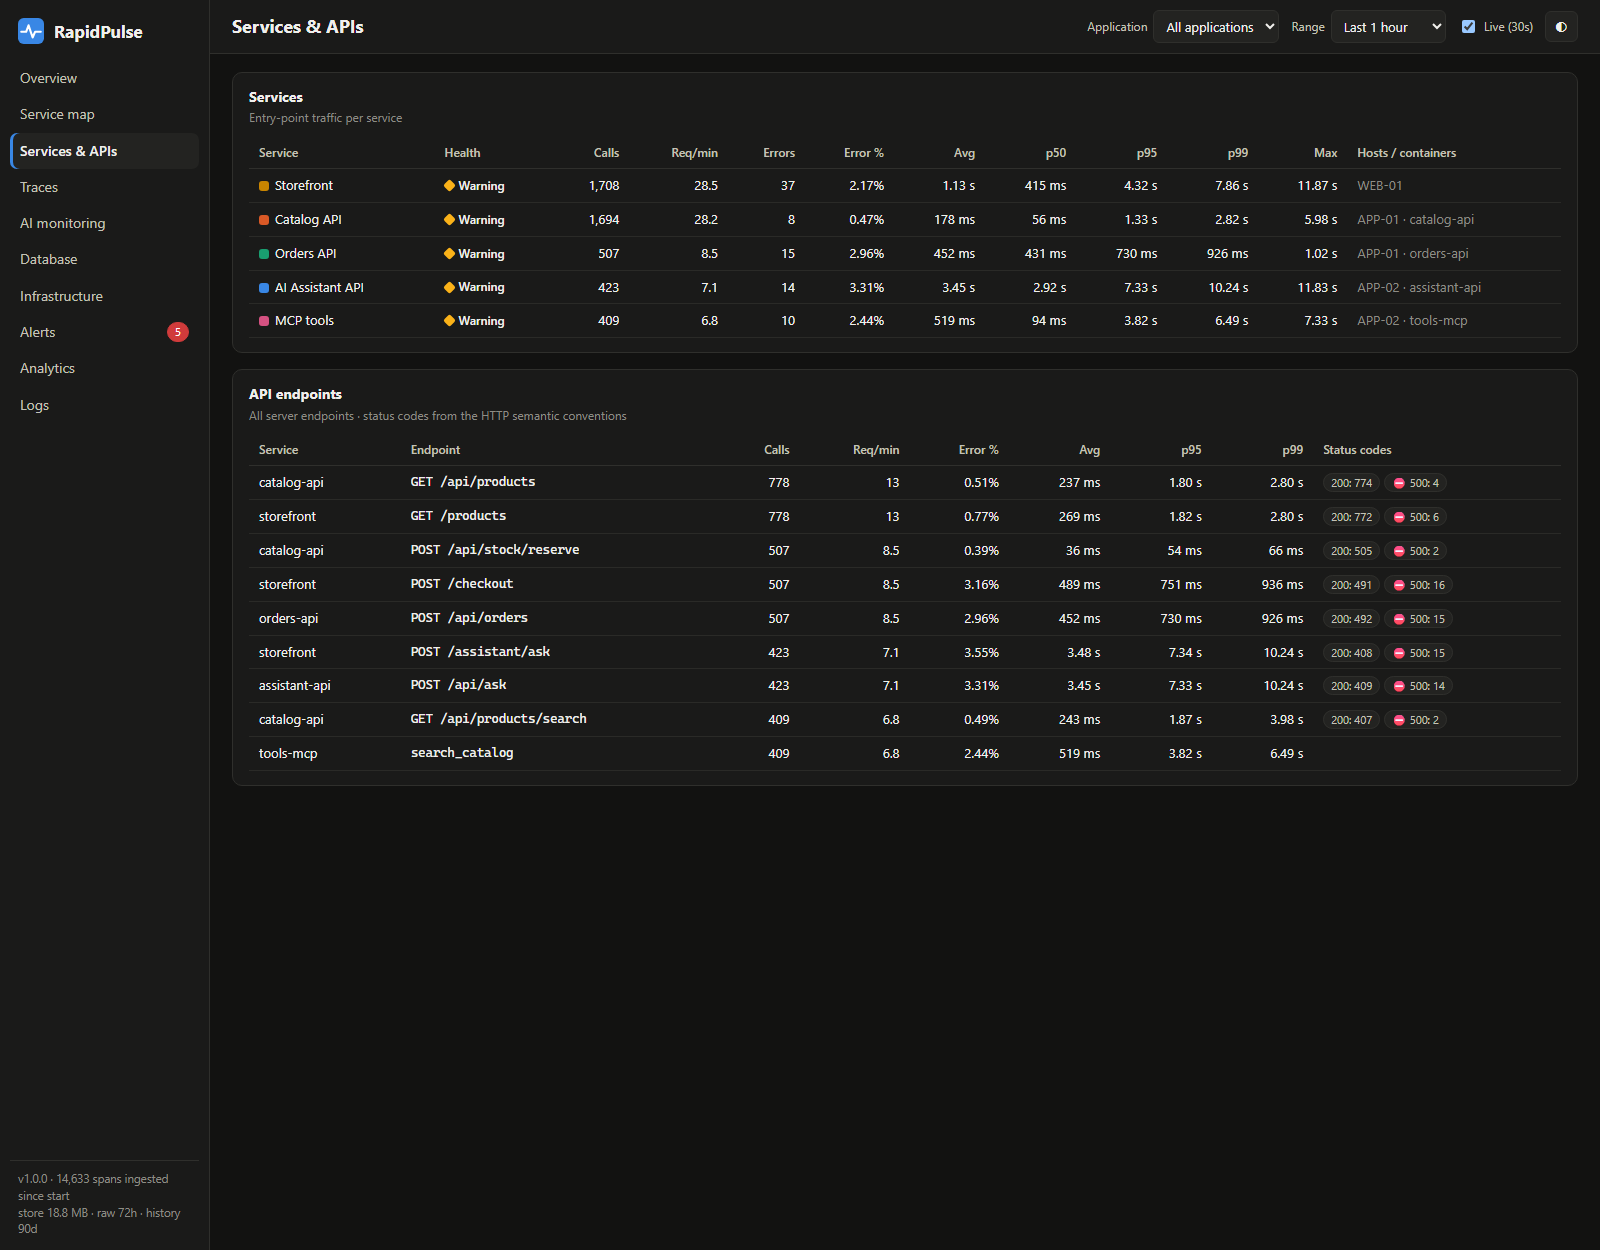 RapidPulse
Overview
Service map
Services & APIs
Traces
AI monitoring
Database
Infrastructure
Alerts 5
Analytics
Logs
v1.0.0 · 14,633 spans ingested
since start
store 18.8 MB · raw 72h · history
90d
Services & APIs Application All applications Range Last 1 hour Live (30s)
Services
Entry-point traffic per service
Service Health Calls Req/min Errors Error % Avg p50 p95 p99 Max Hosts / containers
Storefront Warning 1,708 28.5 37 2.17% 1.13 s 415 ms 4.32 s 7.86 s 11.87 s WEB-01
Catalog API Warning 1,694 28.2 8 0.47% 178 ms 56 ms 1.33 s 2.82 s 5.98 s APP-01 · catalog-api
Orders API Warning 507 8.5 15 2.96% 452 ms 431 ms 730 ms 926 ms 1.02 s APP-01 · orders-api
AI Assistant API Warning 423 7.1 14 3.31% 3.45 s 2.92 s 7.33 s 10.24 s 11.83 s APP-02 · assistant-api
MCP tools Warning 409 6.8 10 2.44% 519 ms 94 ms 3.82 s 6.49 s 7.33 s APP-02 · tools-mcp
API endpoints
All server endpoints · status codes from the HTTP semantic conventions
Service Endpoint Calls Req/min Error % Avg p95 p99 Status codes
catalog-api GET /api/products 778 13 0.51% 237 ms 1.80 s 2.80 s 200: 774 500: 4
storefront GET /products 778 13 0.77% 269 ms 1.82 s 2.80 s 200: 772 500: 6
catalog-api POST /api/stock/reserve 507 8.5 0.39% 36 ms 54 ms 66 ms 200: 505 500: 2
storefront POST /checkout 507 8.5 3.16% 489 ms 751 ms 936 ms 200: 491 500: 16
orders-api POST /api/orders 507 8.5 2.96% 452 ms 730 ms 926 ms 200: 492 500: 15
storefront POST /assistant/ask 423 7.1 3.55% 3.48 s 7.34 s 10.24 s 200: 408 500: 15
assistant-api POST /api/ask 423 7.1 3.31% 3.45 s 7.33 s 10.24 s 200: 409 500: 14
catalog-api GET /api/products/search 409 6.8 0.49% 243 ms 1.87 s 3.98 s 200: 407 500: 2
tools-mcp search_catalog 409 6.8 2.44% 519 ms 3.82 s 6.49 s